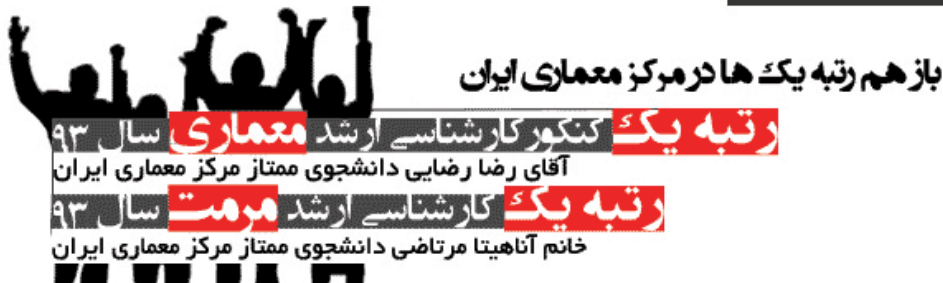 باز هم رتبه یک ها در مرکز معماری ایران
رتبه یک کنکور کارشناسی ارشد معماری سال ۹۳
آقای رضا رضایی دانشجوی ممتاز مرکز معماری ایران
رتبه یک کارشناسی ارشد مرمت سال ۹۳
خانم آناهیتا مرتاضی دانشجوی ممتاز مرکز معماری ایران